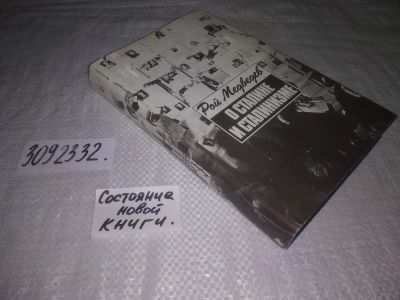 Рой Медведев
О СТАЛИНЕ
И СТАЛИНИЗМЕ
3092332.
Состояние
новой
книги.